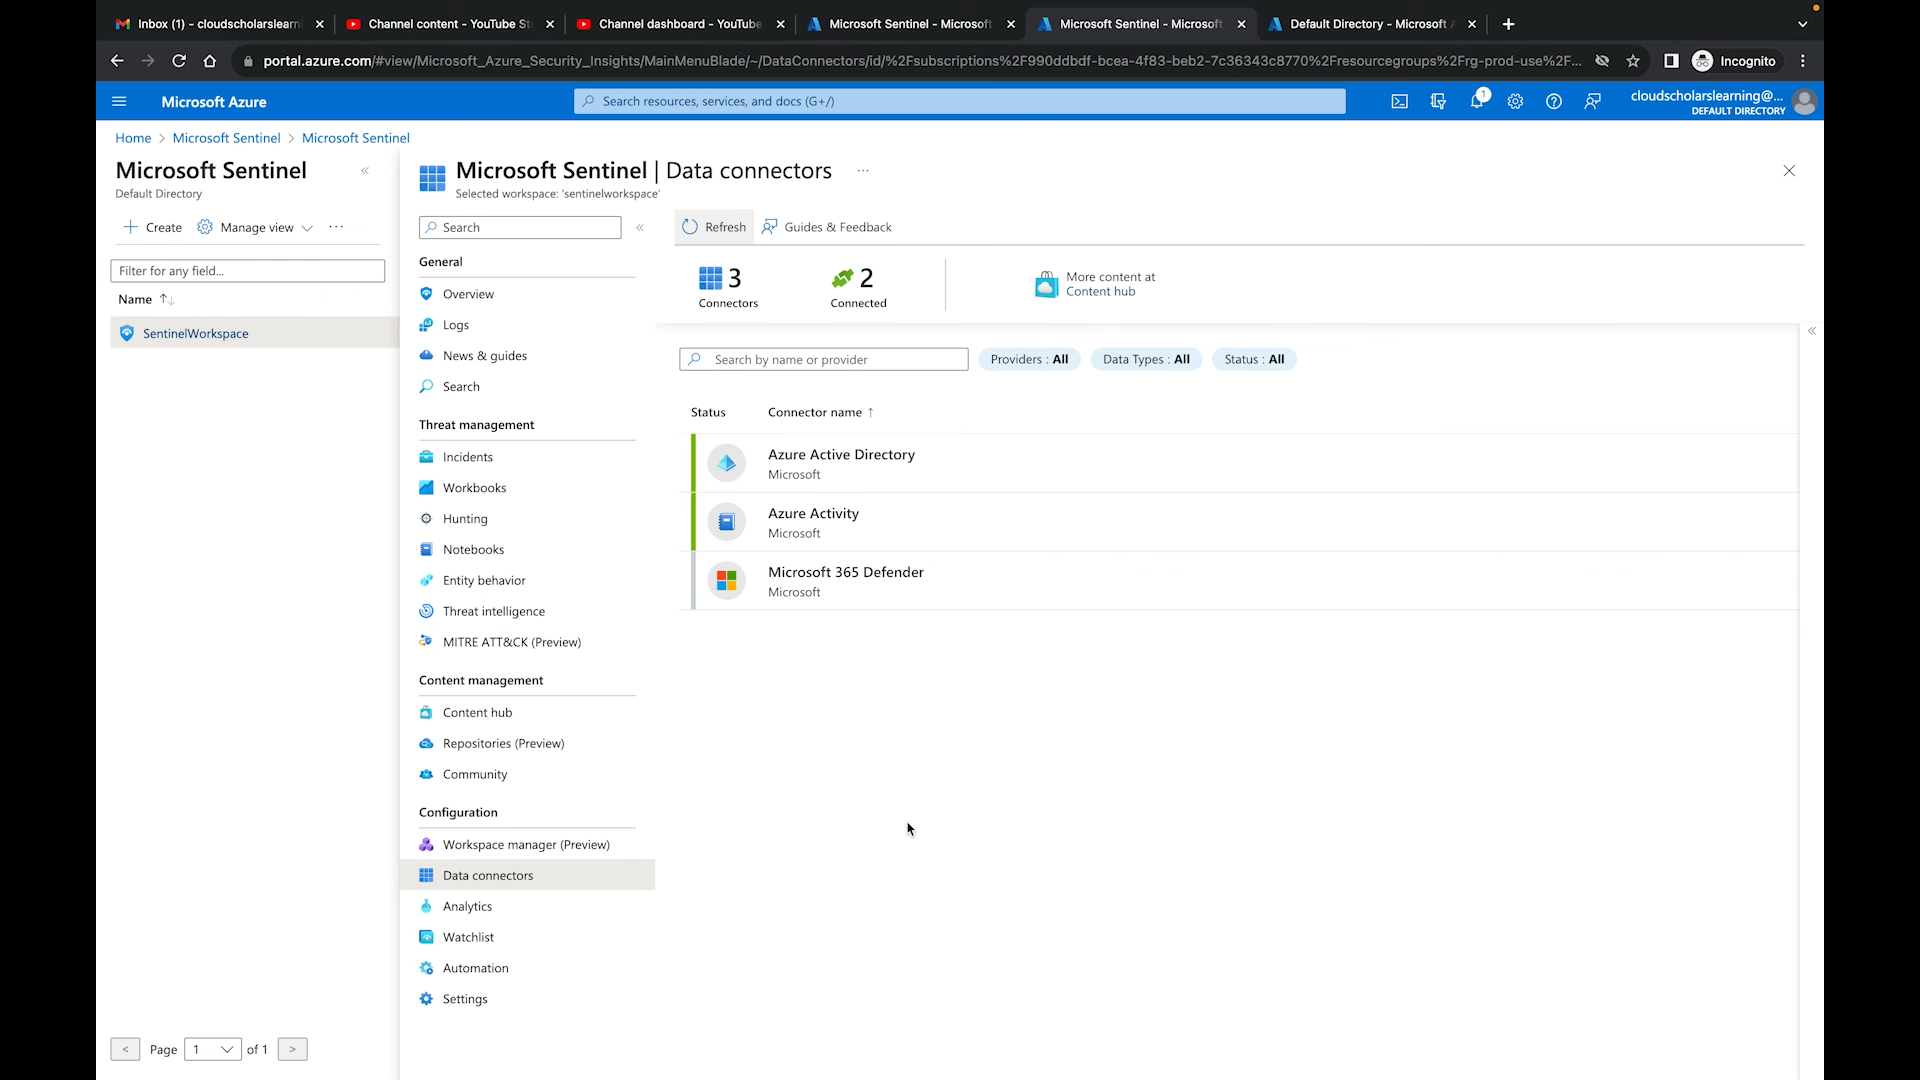 Inbox (1) - cloudscholarslearn
Channel content - YouTube St
Channel dashboard - YouTube
Microsoft Sentinel - Microsoft
Microsoft Sentinel - Microsoft
Default Directory - Microsoft A
portal.azure.com/#view/Microsoft_Azure_Security_Insights/MainMenuBlade/~/DataConnectors/id/%2Fsubscriptions%2F990ddbdf-bcea-4f83-beb2-7c36343c8770%2Fresourcegroups%2Frg-prod-use%2F...
Incognito
Microsoft Azure
Search resources, services, and docs (G+/)
1
cloudscholarslearning@...
DEFAULT DIRECTORY
Home > Microsoft Sentinel > Microsoft Sentinel
Microsoft Sentinel
Default Directory
Create
Manage view
...
Filter for any field...
Name
SentinelWorkspace
< Page 1 of 1 >
Microsoft Sentinel | Data connectors
...
Selected workspace: 'sentinelworkspace'
Search
General
Overview
Logs
News & guides
Search
Threat management
Incidents
Workbooks
Hunting
Notebooks
Entity behavior
Threat intelligence
MITRE ATT&CK (Preview)
Content management
Content hub
Repositories (Preview)
Community
Configuration
Workspace manager (Preview)
Data connectors
Analytics
Watchlist
Automation
Settings
Refresh
Guides & Feedback
3
Connectors
2
Connected
More content at
Content hub
Search by name or provider
Providers : All
Data Types : All
Status : All
Status
Connector name ↑
Azure Active Directory
Microsoft
Azure Activity
Microsoft
Microsoft 365 Defender
Microsoft